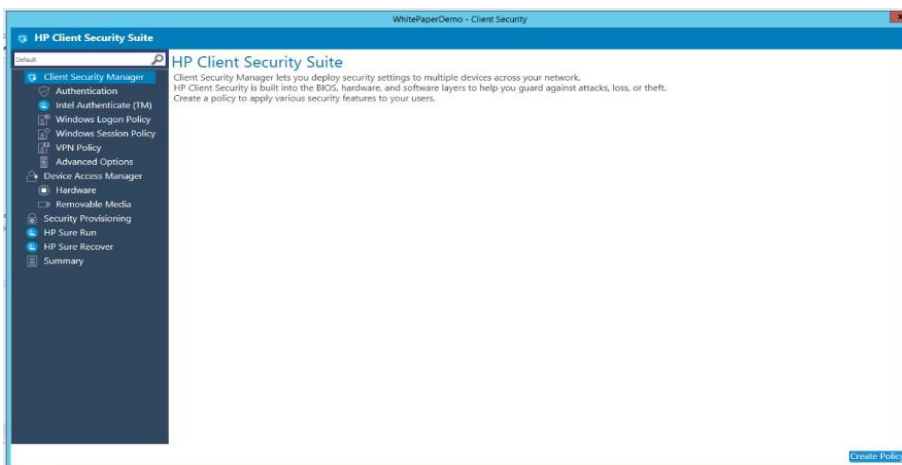 WhitePaperDemo - Client Security
HP Client Security Suite
Default
Client Security Manager
Authentication
Intel Authenticate (TM)
Windows Logon Policy
Windows Session Policy
VPN Policy
Advanced Options
Device Access Manager
Hardware
Removable Media
Security Provisioning
HP Sure Run
HP Sure Recover
Summary
HP Client Security Suite
Client Security Manager lets you deploy security settings to multiple devices across your network.
HP Client Security is built into the BIOS, hardware, and software layers to help you guard against attacks, loss, or theft.
Create a policy to apply various security features to your users.
Create Policy